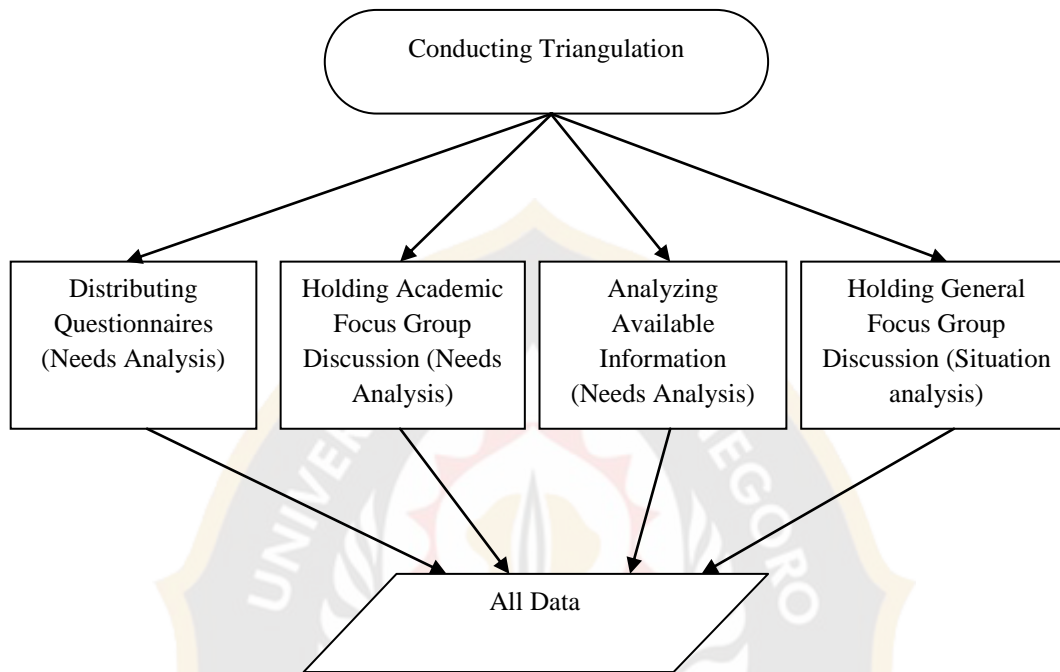 Conducting Triangulation
Distributing
Questionnaires
(Needs Analysis)
Holding Academic
Focus Group
Discussion (Needs
Analysis)
Analyzing
Available
Information
(Needs Analysis)
Holding General
Focus Group
Discussion (Situation
analysis)
All Data